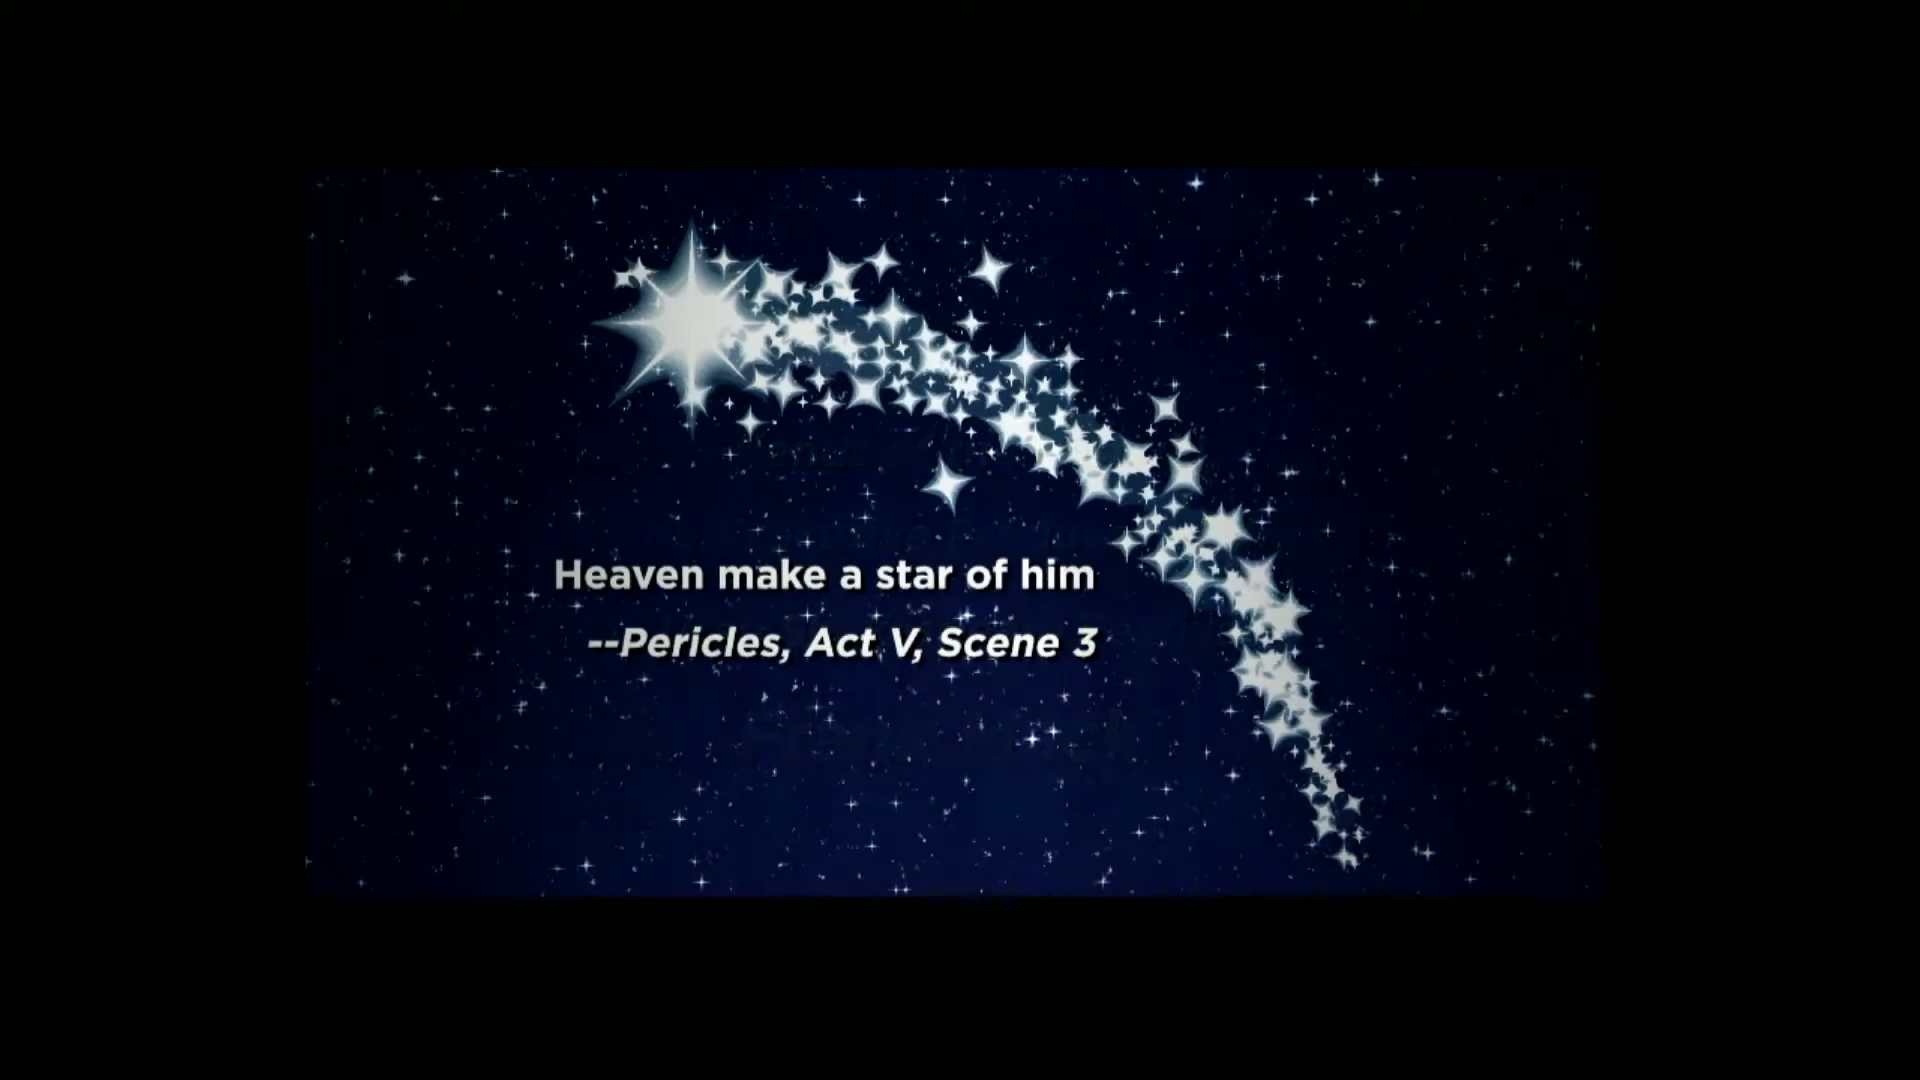 Heaven make a star of him
--Pericles, Act V, Scene 3